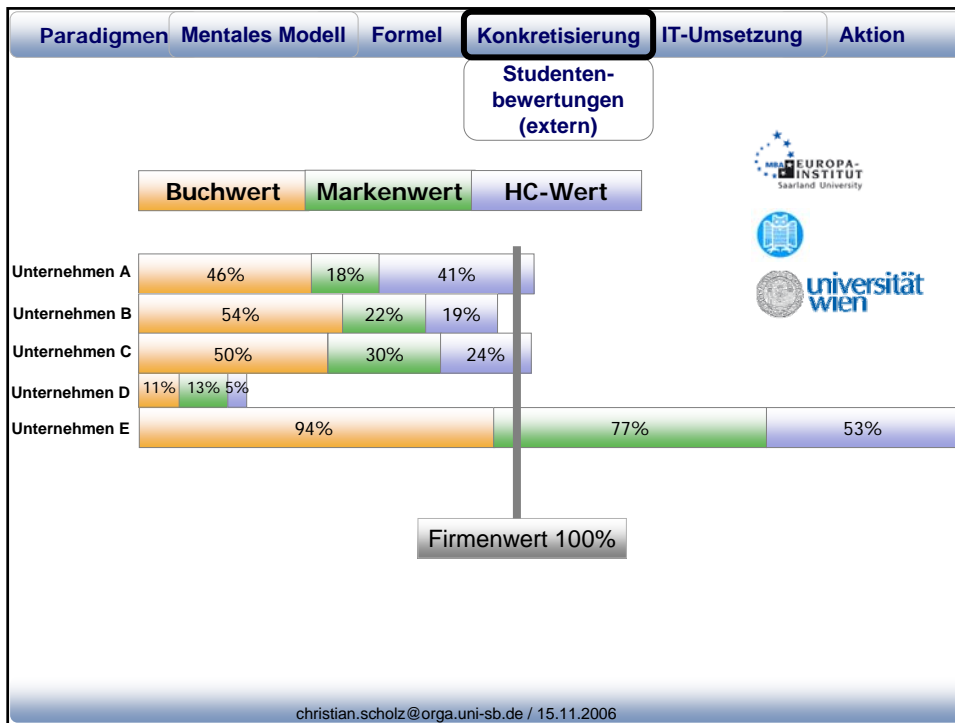 Paradigmen Mentales Modell Formel Konkretisierung IT-Umsetzung Aktion
Studenten-
bewertungen
(extern)
MBA EUROPA-
INSTITUT
Saarland University
Buchwert Markenwert HC-Wert
Unternehmen A 46% 18% 41%
universität
wien
Unternehmen B 54% 22% 19%
Unternehmen C 50% 30% 24%
Unternehmen D 11% 13% 5%
Unternehmen E 94% 77% 53%
Firmenwert 100%
christian.scholz@orga.uni-sb.de / 15.11.2006